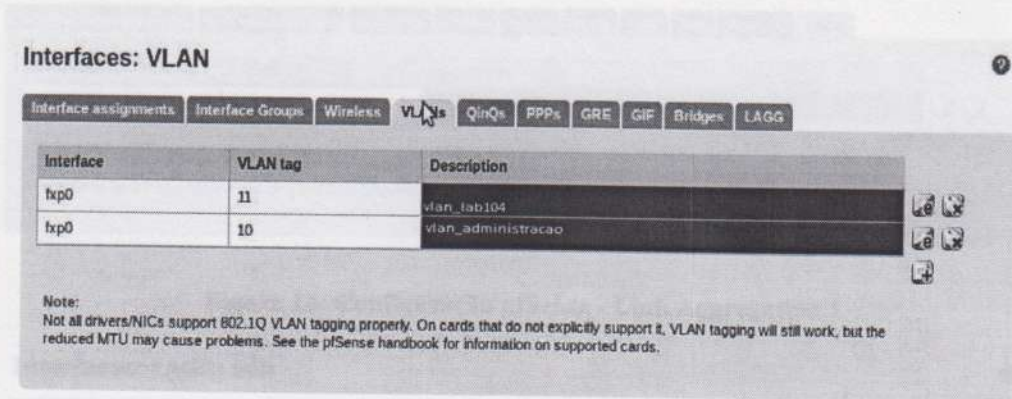 Interfaces: VLAN
Interface assignments Interface Groups Wireless VLANs QinQs PPPs GRE GIF Bridges LAGG
Interface VLAN tag Description
fxp0 11 vlan_lab104
fxp0 10 vlan_administracao
Note:
Not all drivers/NICs support 802.1Q VLAN tagging properly. On cards that do not explicitly support it, VLAN tagging will still work, but the
reduced MTU may cause problems. See the pfSense handbook for information on supported cards.